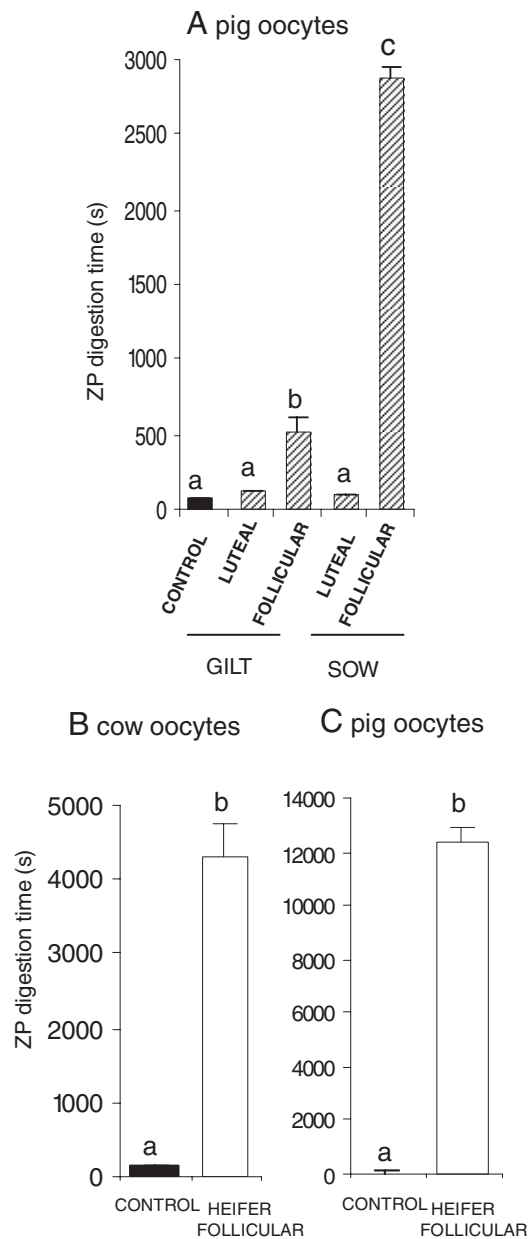 A pig oocytes
ZP digestion time (s)
3000
2500
2000
1500
1000
500
0
a
a
b
a
c
CONTROL
LUTEAL
FOLLICULAR
LUTEAL
FOLLICULAR
GILT
SOW
B cow oocytes
ZP digestion time (s)
5000
4000
3000
2000
1000
0
a
b
CONTROL
HEIFER
FOLLICULAR
C pig oocytes
14000
12000
10000
8000
6000
4000
2000
0
a
b
CONTROL
HEIFER
FOLLICULAR